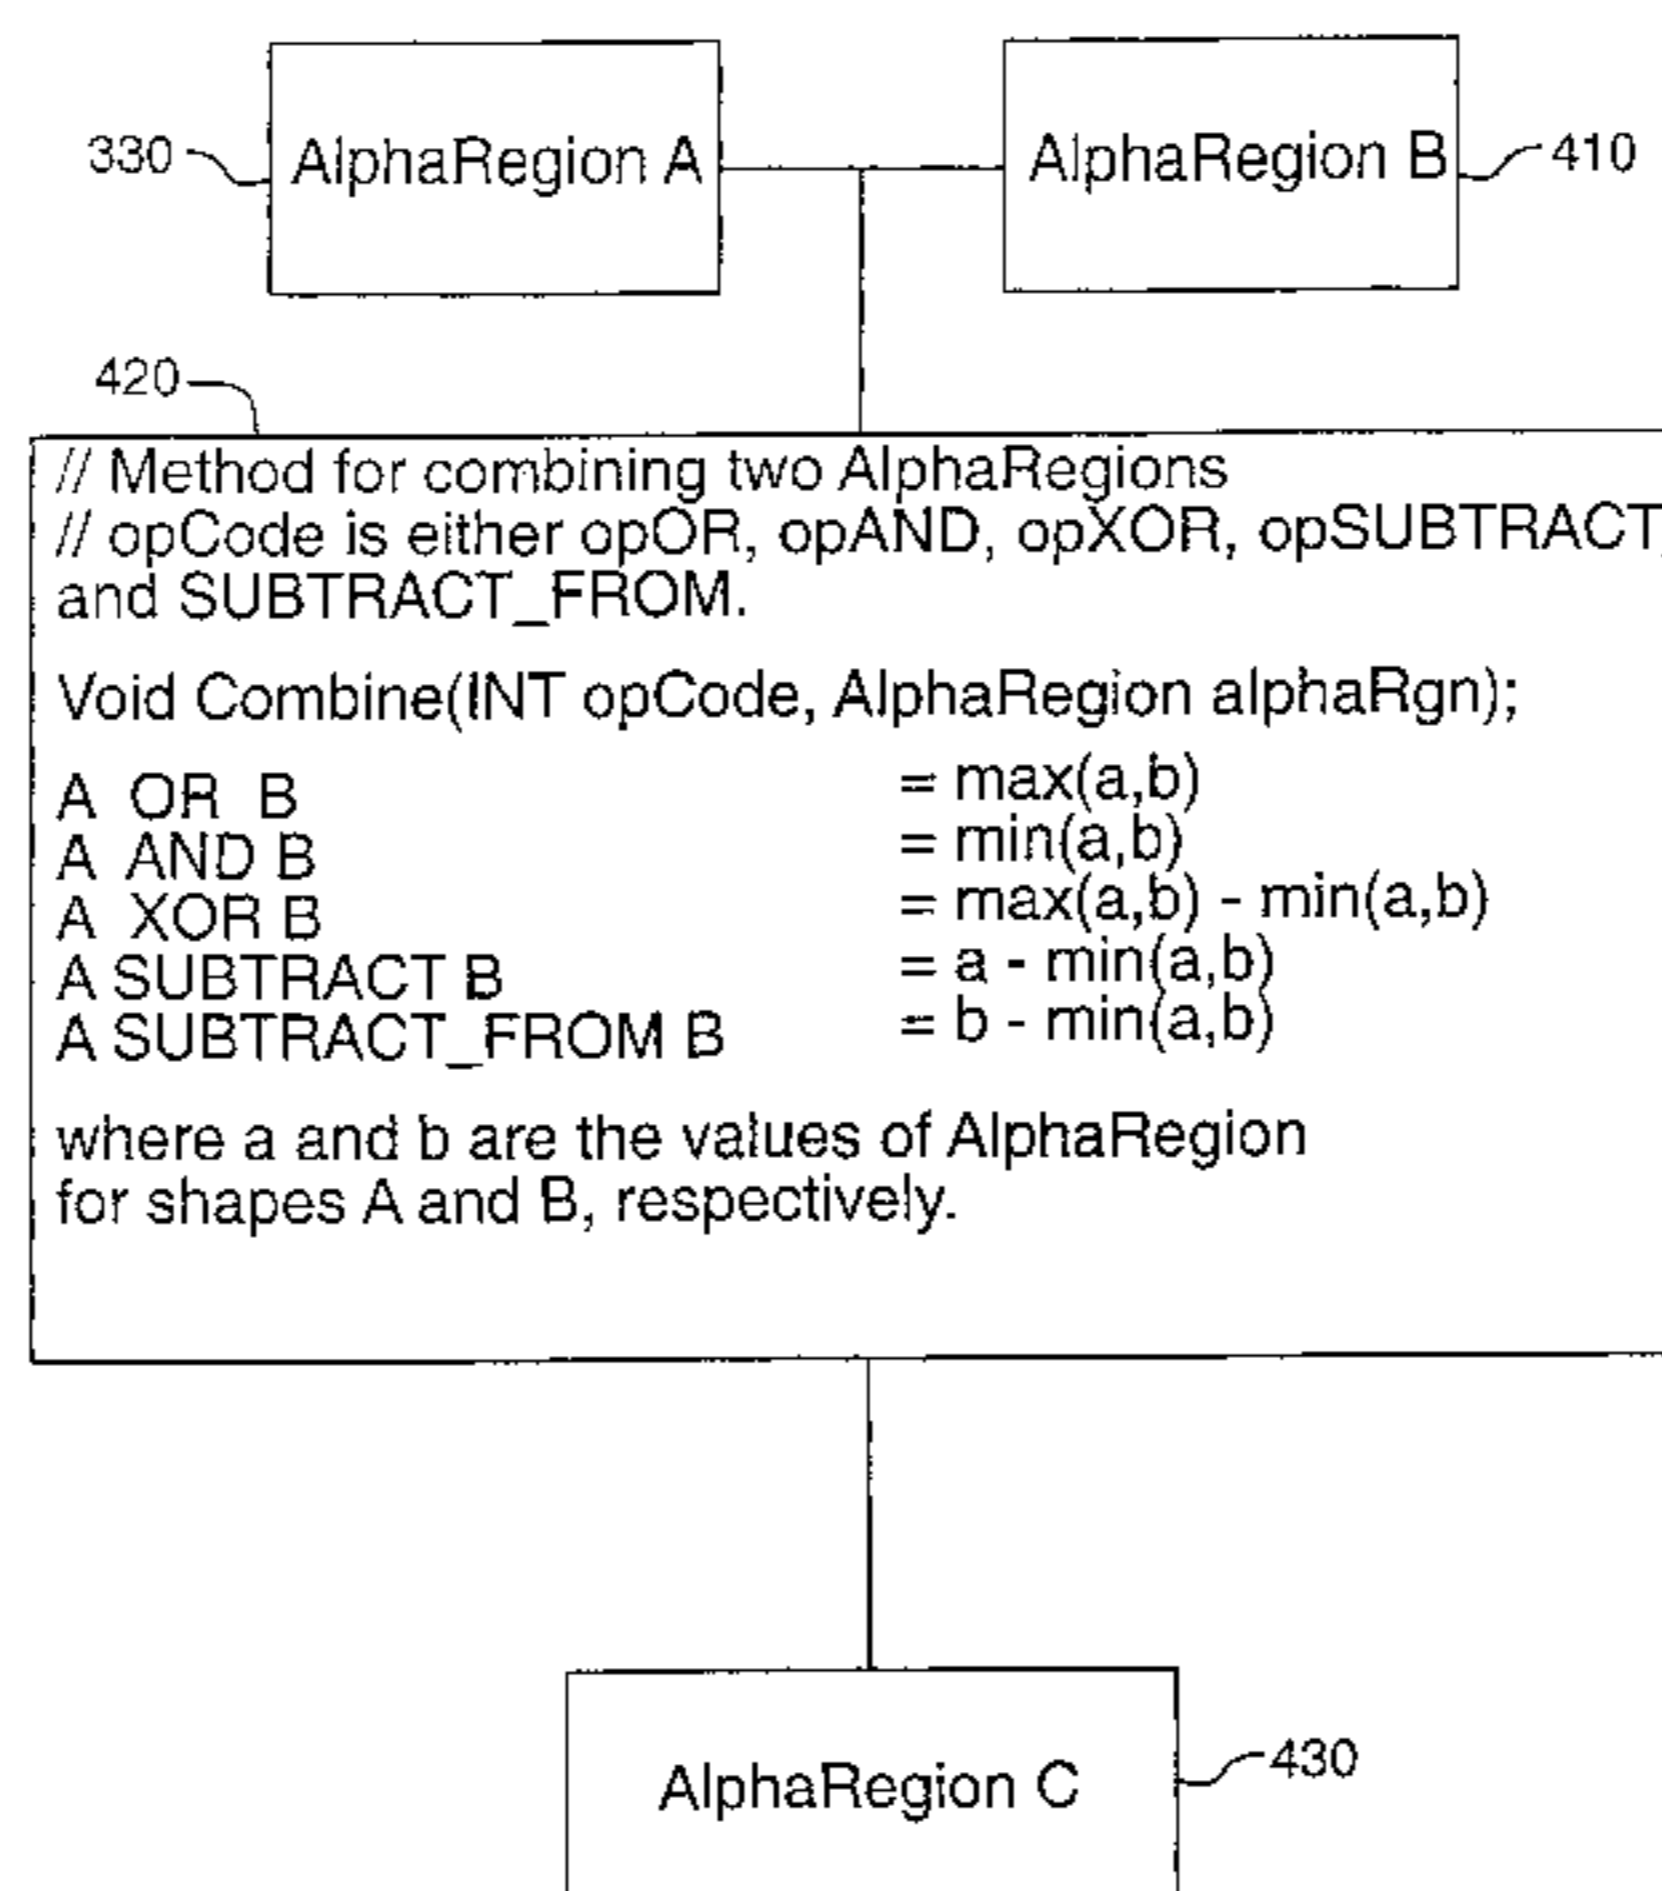 330 AlphaRegion A AlphaRegion B 410
420
// Method for combining two AlphaRegions
// opCode is either opOR, opAND, opXOR, opSUBTRACT,
and SUBTRACT_FROM.
Void Combine(INT opCode, AlphaRegion alphaRgn);
A OR B = max(a,b)
A AND B = min(a,b)
A XOR B = max(a,b) - min(a,b)
A SUBTRACT B = a - min(a,b)
A SUBTRACT_FROM B = b - min(a,b)
where a and b are the values of AlphaRegion
for shapes A and B, respectively.
AlphaRegion C 430